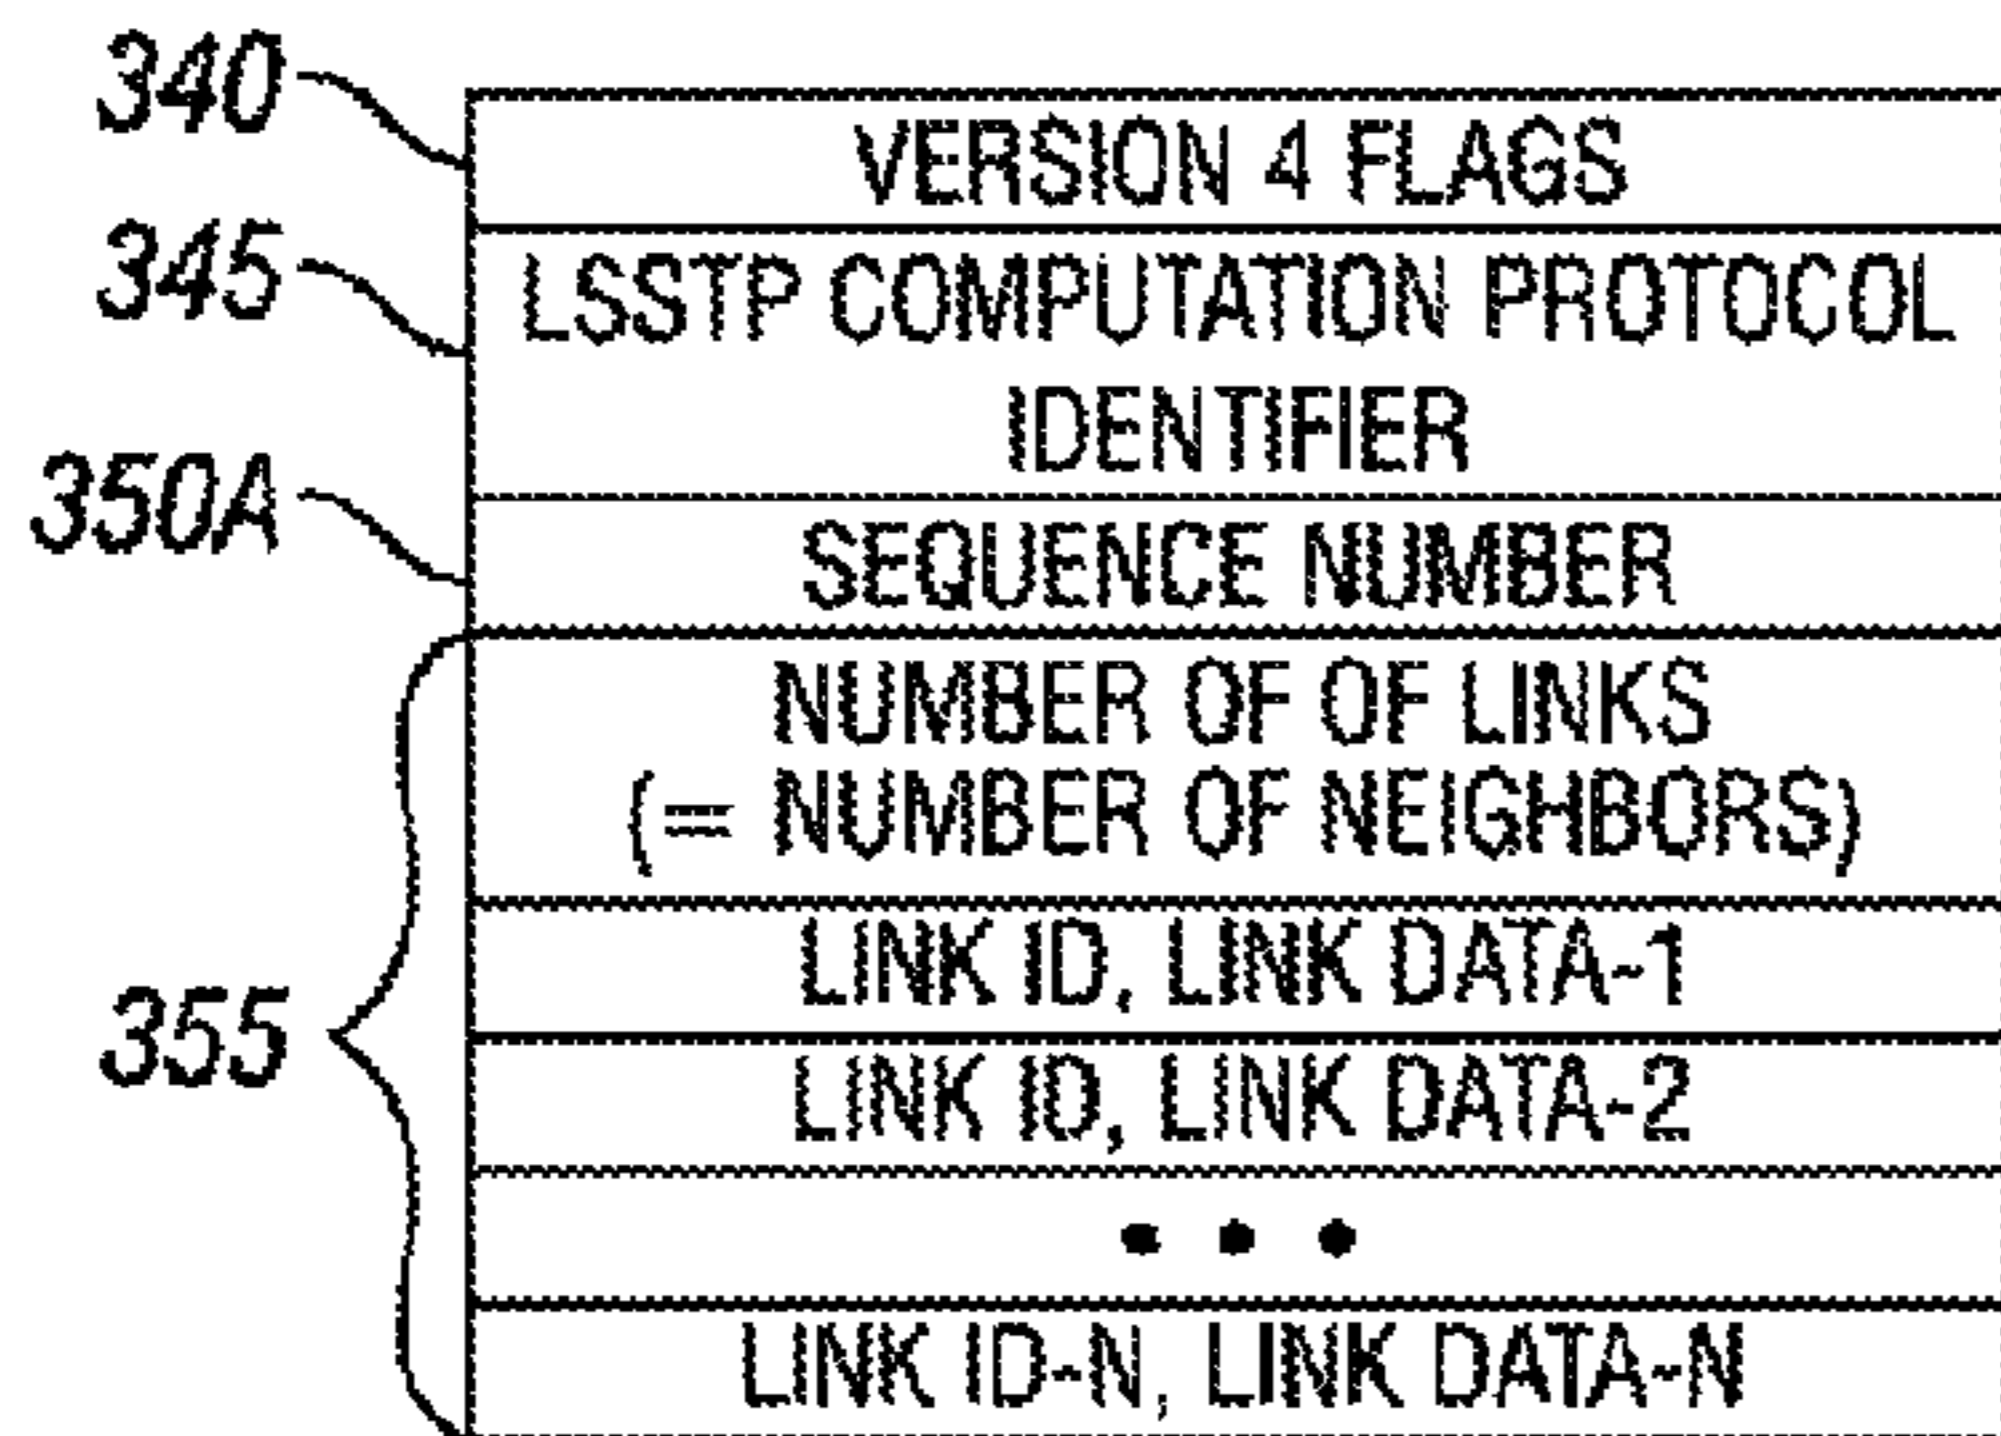 340
VERSION 4 FLAGS
345
LSSTP COMPUTATION PROTOCOL
IDENTIFIER
350A
SEQUENCE NUMBER
NUMBER OF OF LINKS
(= NUMBER OF NEIGHBORS)
LINK ID, LINK DATA-1
355
LINK ID, LINK DATA-2
• • •
LINK ID-N, LINK DATA-N